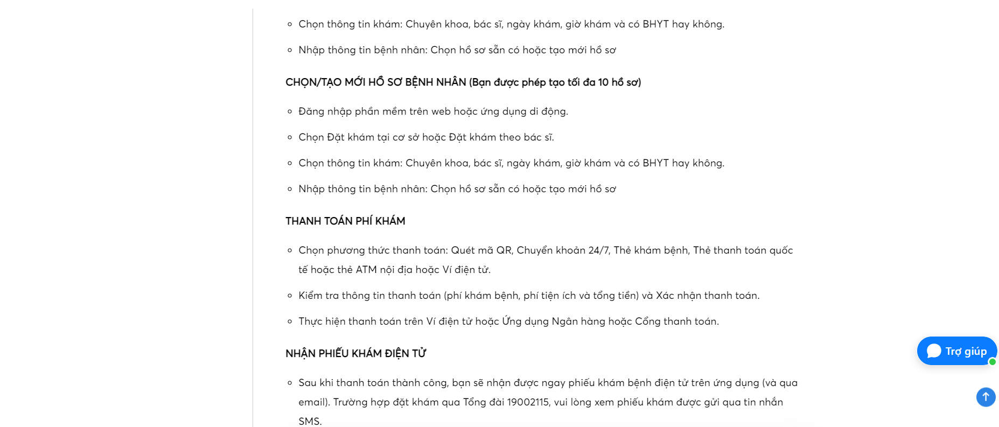 Chọn thông tin khám: Chuyên khoa, bác sĩ, ngày khám, giờ khám và có BHYT hay không.
Nhập thông tin bệnh nhân: Chọn hồ sơ sẵn có hoặc tạo mới hồ sơ
CHỌN/TẠO MỚI HỒ SƠ BỆNH NHÂN (Bạn được phép tạo tối đa 10 hồ sơ)
Đăng nhập phần mềm trên web hoặc ứng dụng di động.
Chọn Đặt khám tại cơ sở hoặc Đặt khám theo bác sĩ.
Chọn thông tin khám: Chuyên khoa, bác sĩ, ngày khám, giờ khám và có BHYT hay không.
Nhập thông tin bệnh nhân: Chọn hồ sơ sẵn có hoặc tạo mới hồ sơ
THANH TOÁN PHÍ KHÁM
Chọn phương thức thanh toán: Quét mã QR, Chuyển khoản 24/7, Thẻ khám bệnh, Thẻ thanh toán quốc
tế hoặc thẻ ATM nội địa hoặc Ví điện tử.
Kiểm tra thông tin thanh toán (phí khám bệnh, phí tiện ích và tổng tiền) và Xác nhận thanh toán.
Thực hiện thanh toán trên Ví điện tử hoặc Ứng dụng Ngân hàng hoặc Cổng thanh toán.
NHẬN PHIẾU KHÁM ĐIỆN TỬ
Sau khi thanh toán thành công, bạn sẽ nhận được ngay phiếu khám bệnh điện tử trên ứng dụng (và qua
email). Trường hợp đặt khám qua Tổng đài 19002115, vui lòng xem phiếu khám được gửi qua tin nhắn
SMS.
Trợ giúp